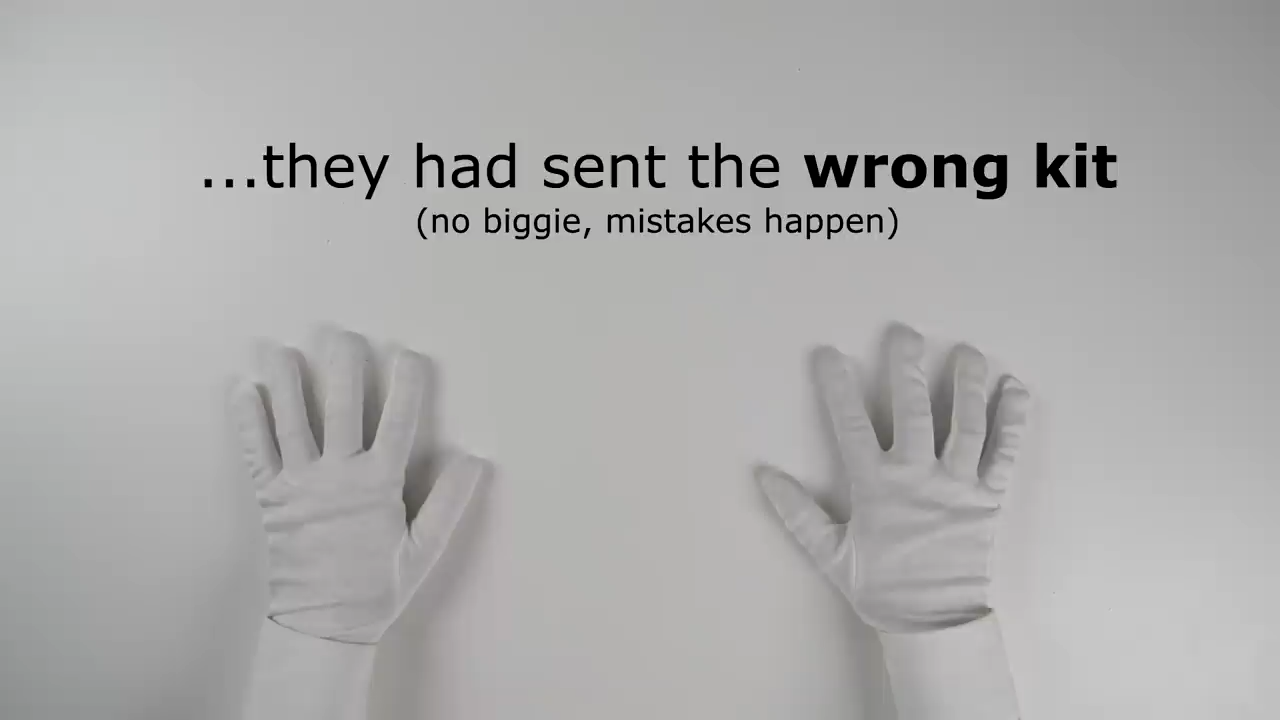 ...they had sent the wrong kit
(no biggie, mistakes happen)